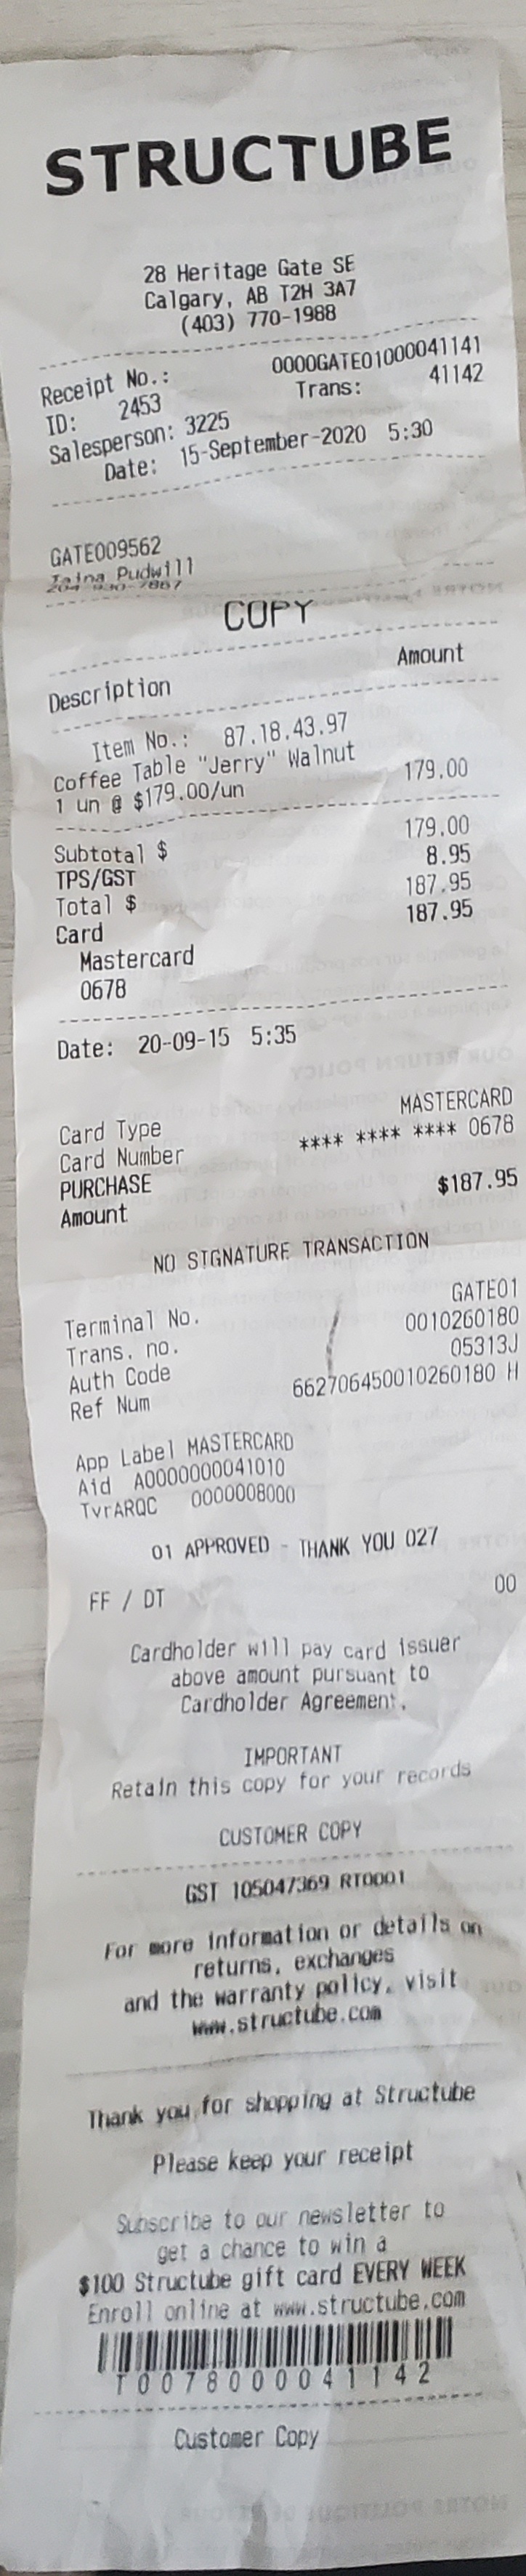 STRUCTUBE
28 Heritage Gate SE
Calgary, AB T2H 3A7
(403) 770-1988
Receipt No.: 0000GATE01000041141
ID: 2453 Trans: 41142
Salesperson: 3225
Date: 15-September-2020 5:30
GATE009562
Taina Pudwill
204-930-7867
COPY
Description Amount
Item No.: 87.18.43.97
Coffee Table "Jerry" Walnut
1 un @ $179.00/un 179.00
Subtotal $ 179.00
TPS/GST 8.95
Total $ 187.95
Card 187.95
Mastercard
0678
Date: 20-09-15 5:35
Card Type MASTERCARD
Card Number **** **** **** 0678
PURCHASE
Amount $187.95
NO SIGNATURE TRANSACTION
Terminal No. GATE01
Trans. no. 0010260180
Auth Code 05313J
Ref Num 662706450010260180 H
App Label MASTERCARD
Aid A0000000041010
TvrARQC 0000008000
01 APPROVED - THANK YOU 027
FF / DT 00
Cardholder will pay card issuer
above amount pursuant to
Cardholder Agreement.
IMPORTANT
Retain this copy for your records
CUSTOMER COPY
GST 105047369 RT0001
For more information or details on
returns, exchanges
and the warranty policy, visit
www.structube.com
Thank you for shopping at Structube
Please keep your receipt
Subscribe to our newsletter to
get a chance to win a
$100 Structube gift card EVERY WEEK
Enroll online at www.structube.com
T0078000041142
Customer Copy